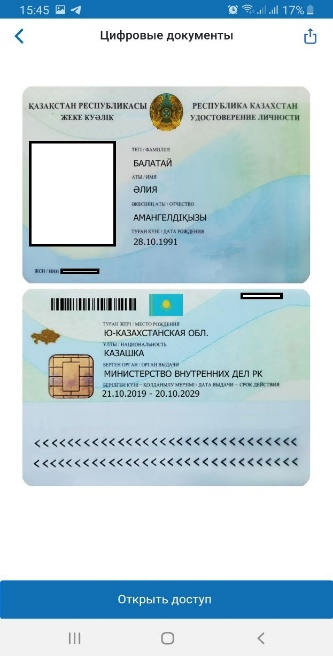 15:45 17%
Цифровые документы
ҚАЗАҚСТАН РЕСПУБЛИКАСЫ
ЖЕКЕ КУӘЛІК
РЕСПУБЛИКА КАЗАХСТАН
УДОСТОВЕРЕНИЕ ЛИЧНОСТИ
ТЕГІ / ФАМИЛИЯ
БАЛАТАЙ
АТЫ / ИМЯ
ӘЛИЯ
ӘКЕСІНІҢ АТЫ / ОТЧЕСТВО
АМАНГЕЛДІҚЫЗЫ
ТУҒАН КҮНІ / ДАТА РОЖДЕНИЯ
28.10.1991
ЖСН / ИИН
ТУҒАН ЖЕРІ / МЕСТО РОЖДЕНИЯ
Ю-КАЗАХСТАНСКАЯ ОБЛ.
ҰЛТЫ / НАЦИОНАЛЬНОСТЬ
КАЗАШКА
БЕРГЕН ОРГАН / ОРГАН ВЫДАЧИ
МИНИСТЕРСТВО ВНУТРЕННИХ ДЕЛ РК
БЕРІЛГЕН КҮНІ - ҚОЛДАНЫЛУ МЕРЗІМІ / ДАТА ВЫДАЧИ - СРОК ДЕЙСТВИЯ
21.10.2019 - 20.10.2029
<<<<<<<<<<<<<<<<<<<<<<<<<<<<<<
<<<<<<<<<<<<<<<<<<<<<<<<<<<<<<
Открыть доступ